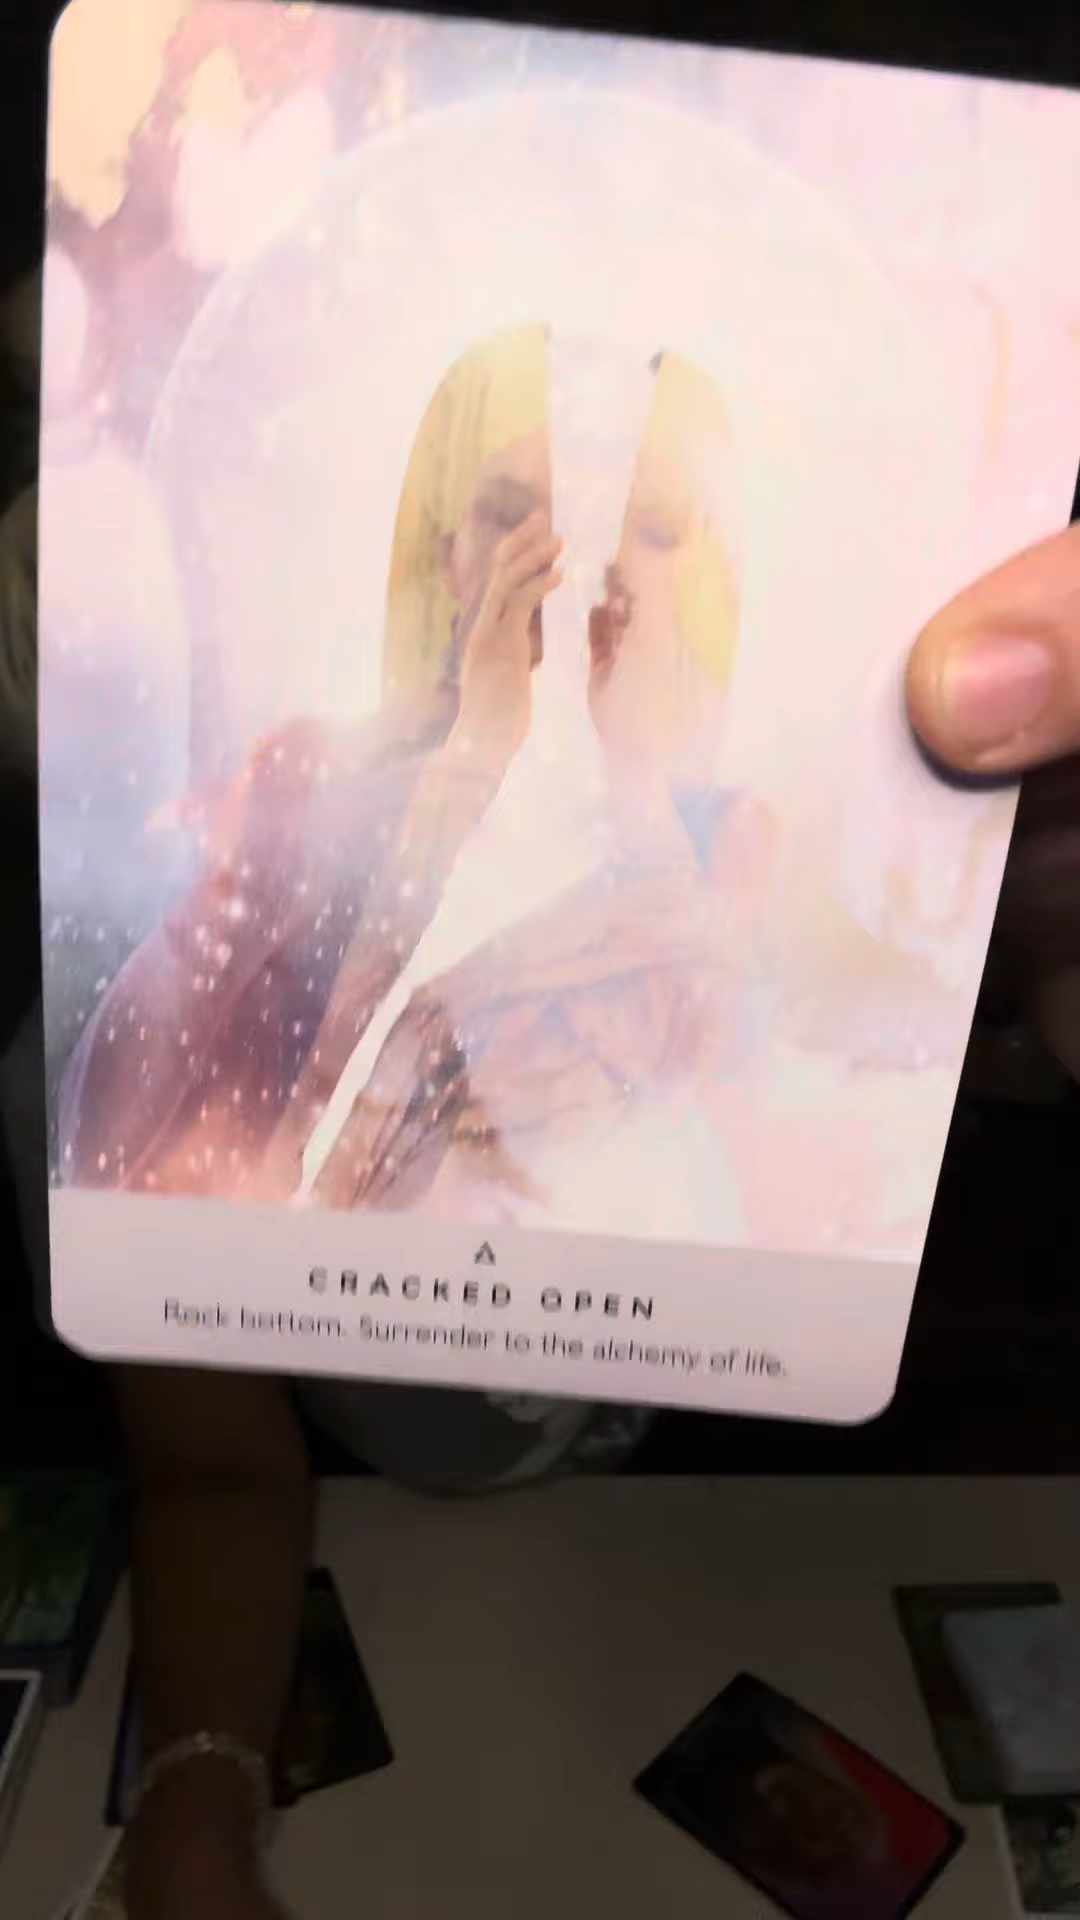 CRACKED OPEN
Rock bottom. Surrender to the alchemy of life.